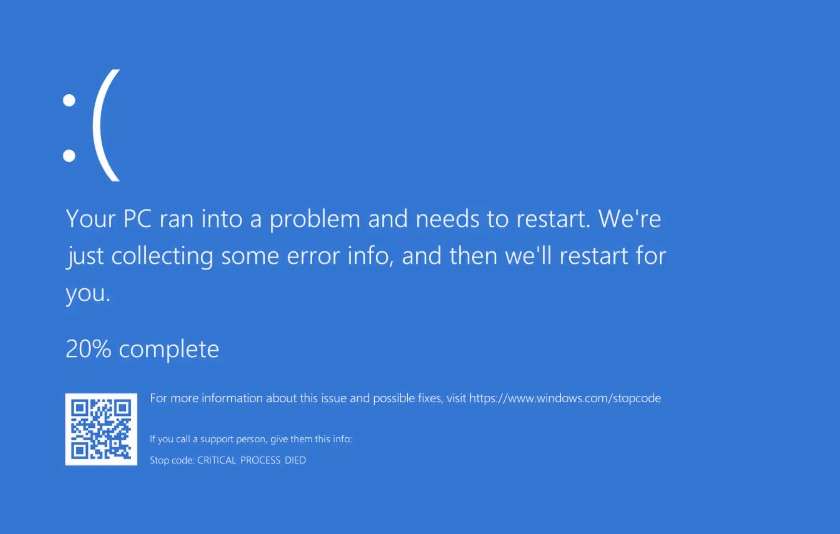 :(
Your PC ran into a problem and needs to restart. We're
just collecting some error info, and then we'll restart for
you.
20% complete
For more information about this issue and possible fixes, visit https://www.windows.com/stopcode
If you call a support person, give them this info:
Stop code: CRITICAL PROCESS DIED